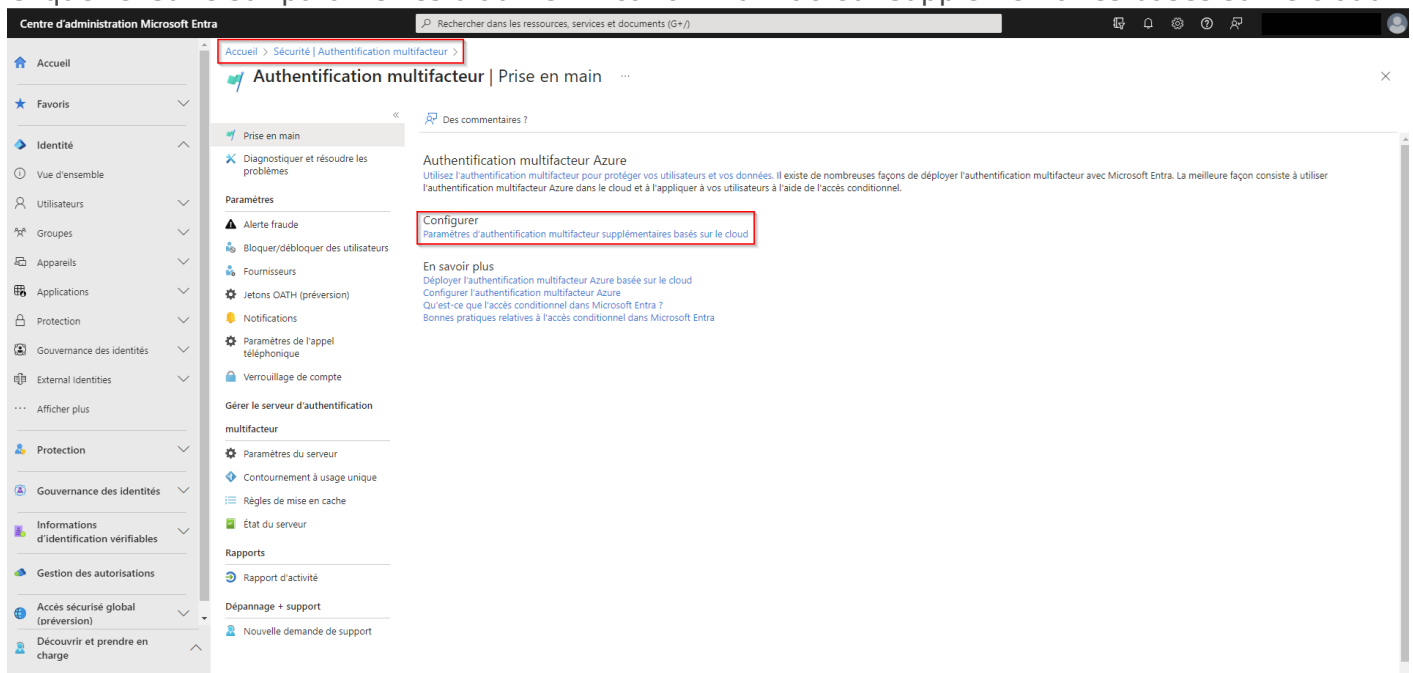 Centre d'administration Microsoft Entra
Rechercher dans les ressources, services et documents (G+/)
Accueil
Favoris
Identité
Vue d'ensemble
Utilisateurs
Groupes
Appareils
Applications
Protection
Gouvernance des identités
External Identities
Afficher plus
Protection
Gouvernance des identités
Informations
d'identification vérifiables
Gestion des autorisations
Accès sécurisé global
(préversion)
Découvrir et prendre en
charge
Accueil > Sécurité | Authentification multifacteur >
Authentification multifacteur | Prise en main ...
«
Prise en main
Diagnostiquer et résoudre les
problèmes
Paramètres
Alerte fraude
Bloquer/débloquer des utilisateurs
Fournisseurs
Jetons OATH (préversion)
Notifications
Paramètres de l'appel
téléphonique
Verrouillage de compte
Gérer le serveur d'authentification
multifacteur
Paramètres du serveur
Contournement à usage unique
Règles de mise en cache
État du serveur
Rapports
Rapport d'activité
Dépannage + support
Nouvelle demande de support
Des commentaires ?
Authentification multifacteur Azure
Utilisez l'authentification multifacteur pour protéger vos utilisateurs et vos données. Il existe de nombreuses façons de déployer l'authentification multifacteur avec Microsoft Entra. La meilleure façon consiste à utiliser
l'authentification multifacteur Azure dans le cloud et à l'appliquer à vos utilisateurs à l'aide de l'accès conditionnel.
Configurer
Paramètres d'authentification multifacteur supplémentaires basés sur le cloud
En savoir plus
Déployer l'authentification multifacteur Azure basée sur le cloud
Configurer l'authentification multifacteur Azure
Qu'est-ce que l'accès conditionnel dans Microsoft Entra ?
Bonnes pratiques relatives à l'accès conditionnel dans Microsoft Entra